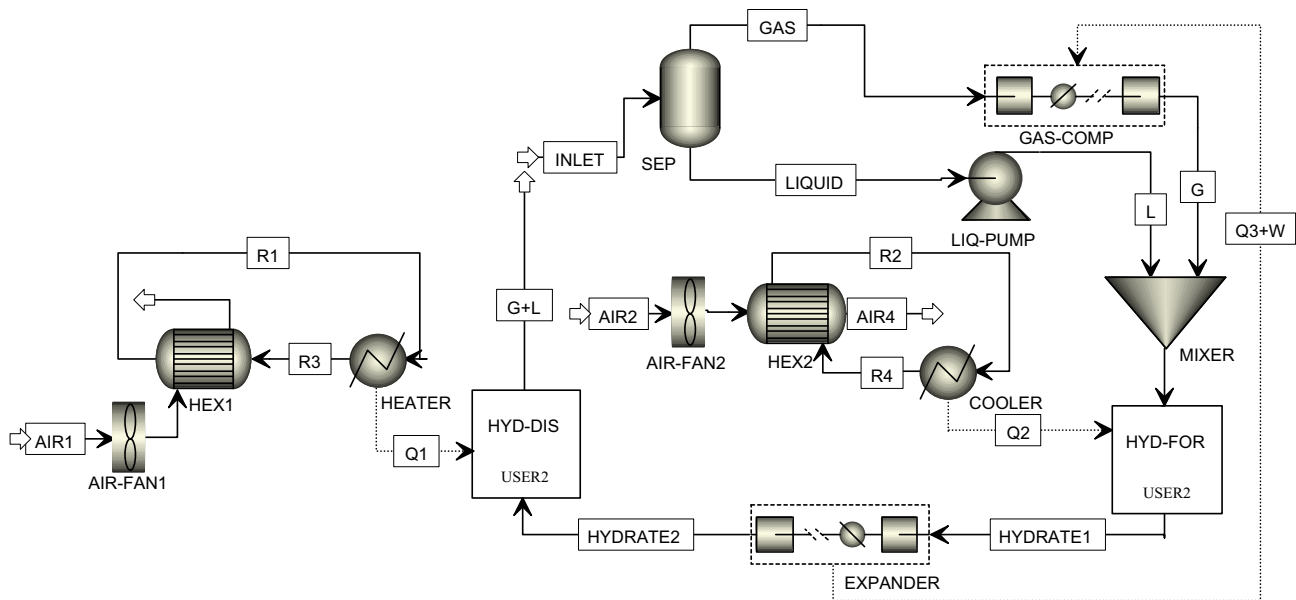 GAS
GAS-COMP
INLET
SEP
LIQUID
LIQ-PUMP
L
G
Q3+W
R1
R2
G+L
AIR2
AIR4
AIR-FAN2
HEX2
MIXER
R3
R4
HEX1
HEATER
COOLER
AIR1
Q1
HYD-DIS
USER2
Q2
HYD-FOR
USER2
AIR-FAN1
HYDRATE2
HYDRATE1
EXPANDER